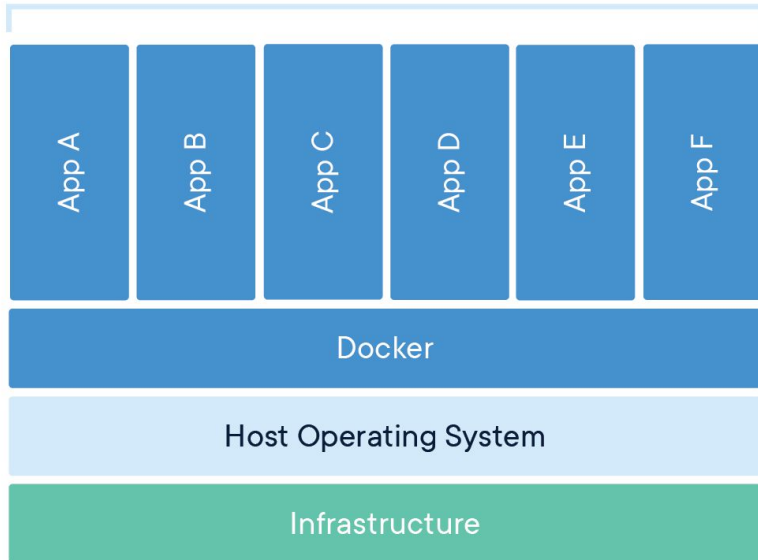 App A
App B
App C
App D
App E
App F
Docker
Host Operating System
Infrastructure